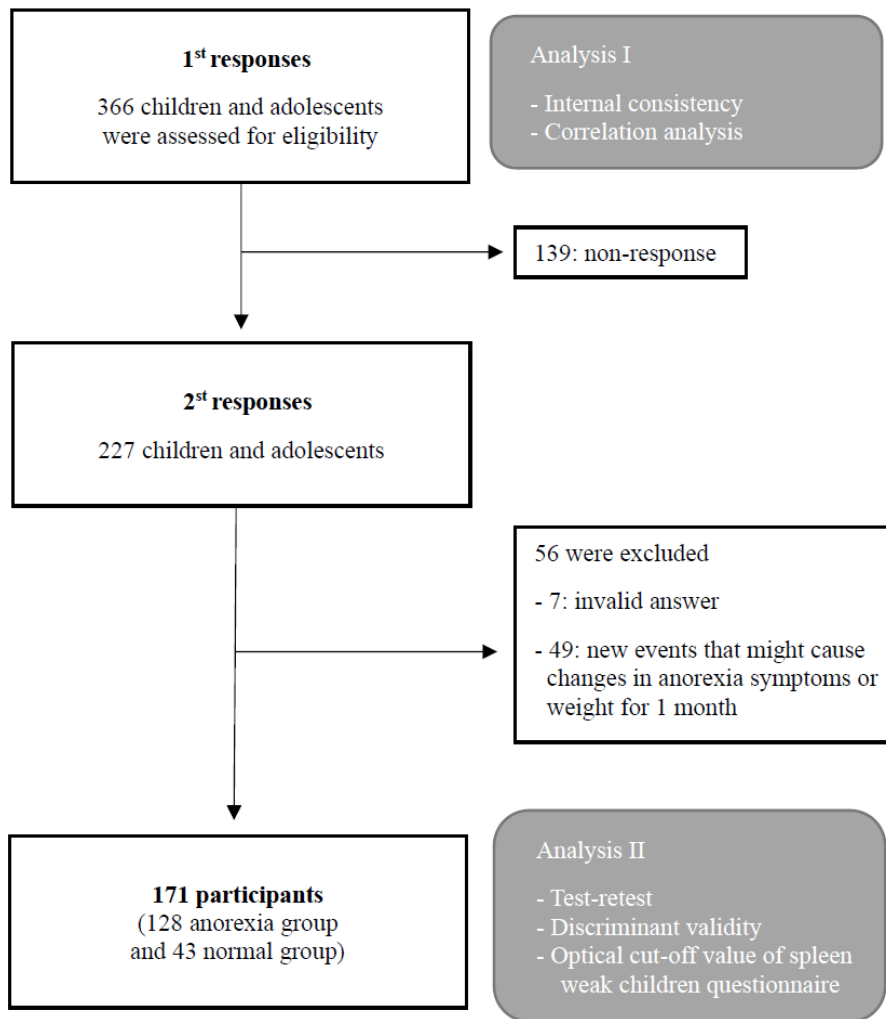 1st responses
366 children and adolescents
were assessed for eligibility
Analysis I
- Internal consistency
- Correlation analysis
139: non-response
2st responses
227 children and adolescents
56 were excluded
- 7: invalid answer
- 49: new events that might cause
changes in anorexia symptoms or
weight for 1 month
171 participants
(128 anorexia group
and 43 normal group)
Analysis II
- Test-retest
- Discriminant validity
- Optical cut-off value of spleen
weak children questionnaire